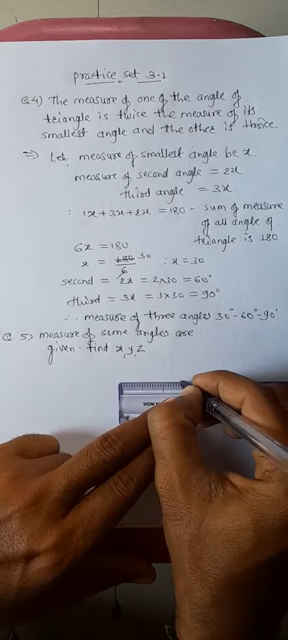 practice set 3.1
Q.4) The measure of one of the angle of
triangle is twice the measure of its
smallest angle and the other is thrice
⇒ Let measure of smallest angle be x.
measure of second angle = 2x
third angle = 3x.
∴ 1x + 3x + 2x = 180 - sum of measure
of all angle of
triangle is 180
6x = 180
x = 180/6 30 ∴ x = 30
second = 2x = 2×30 = 60°
third = 3x = 3×30 = 90°
∴ measure of three angles 30°-60°-90°
Q 5) measure of some angles are
given. find x,y,z